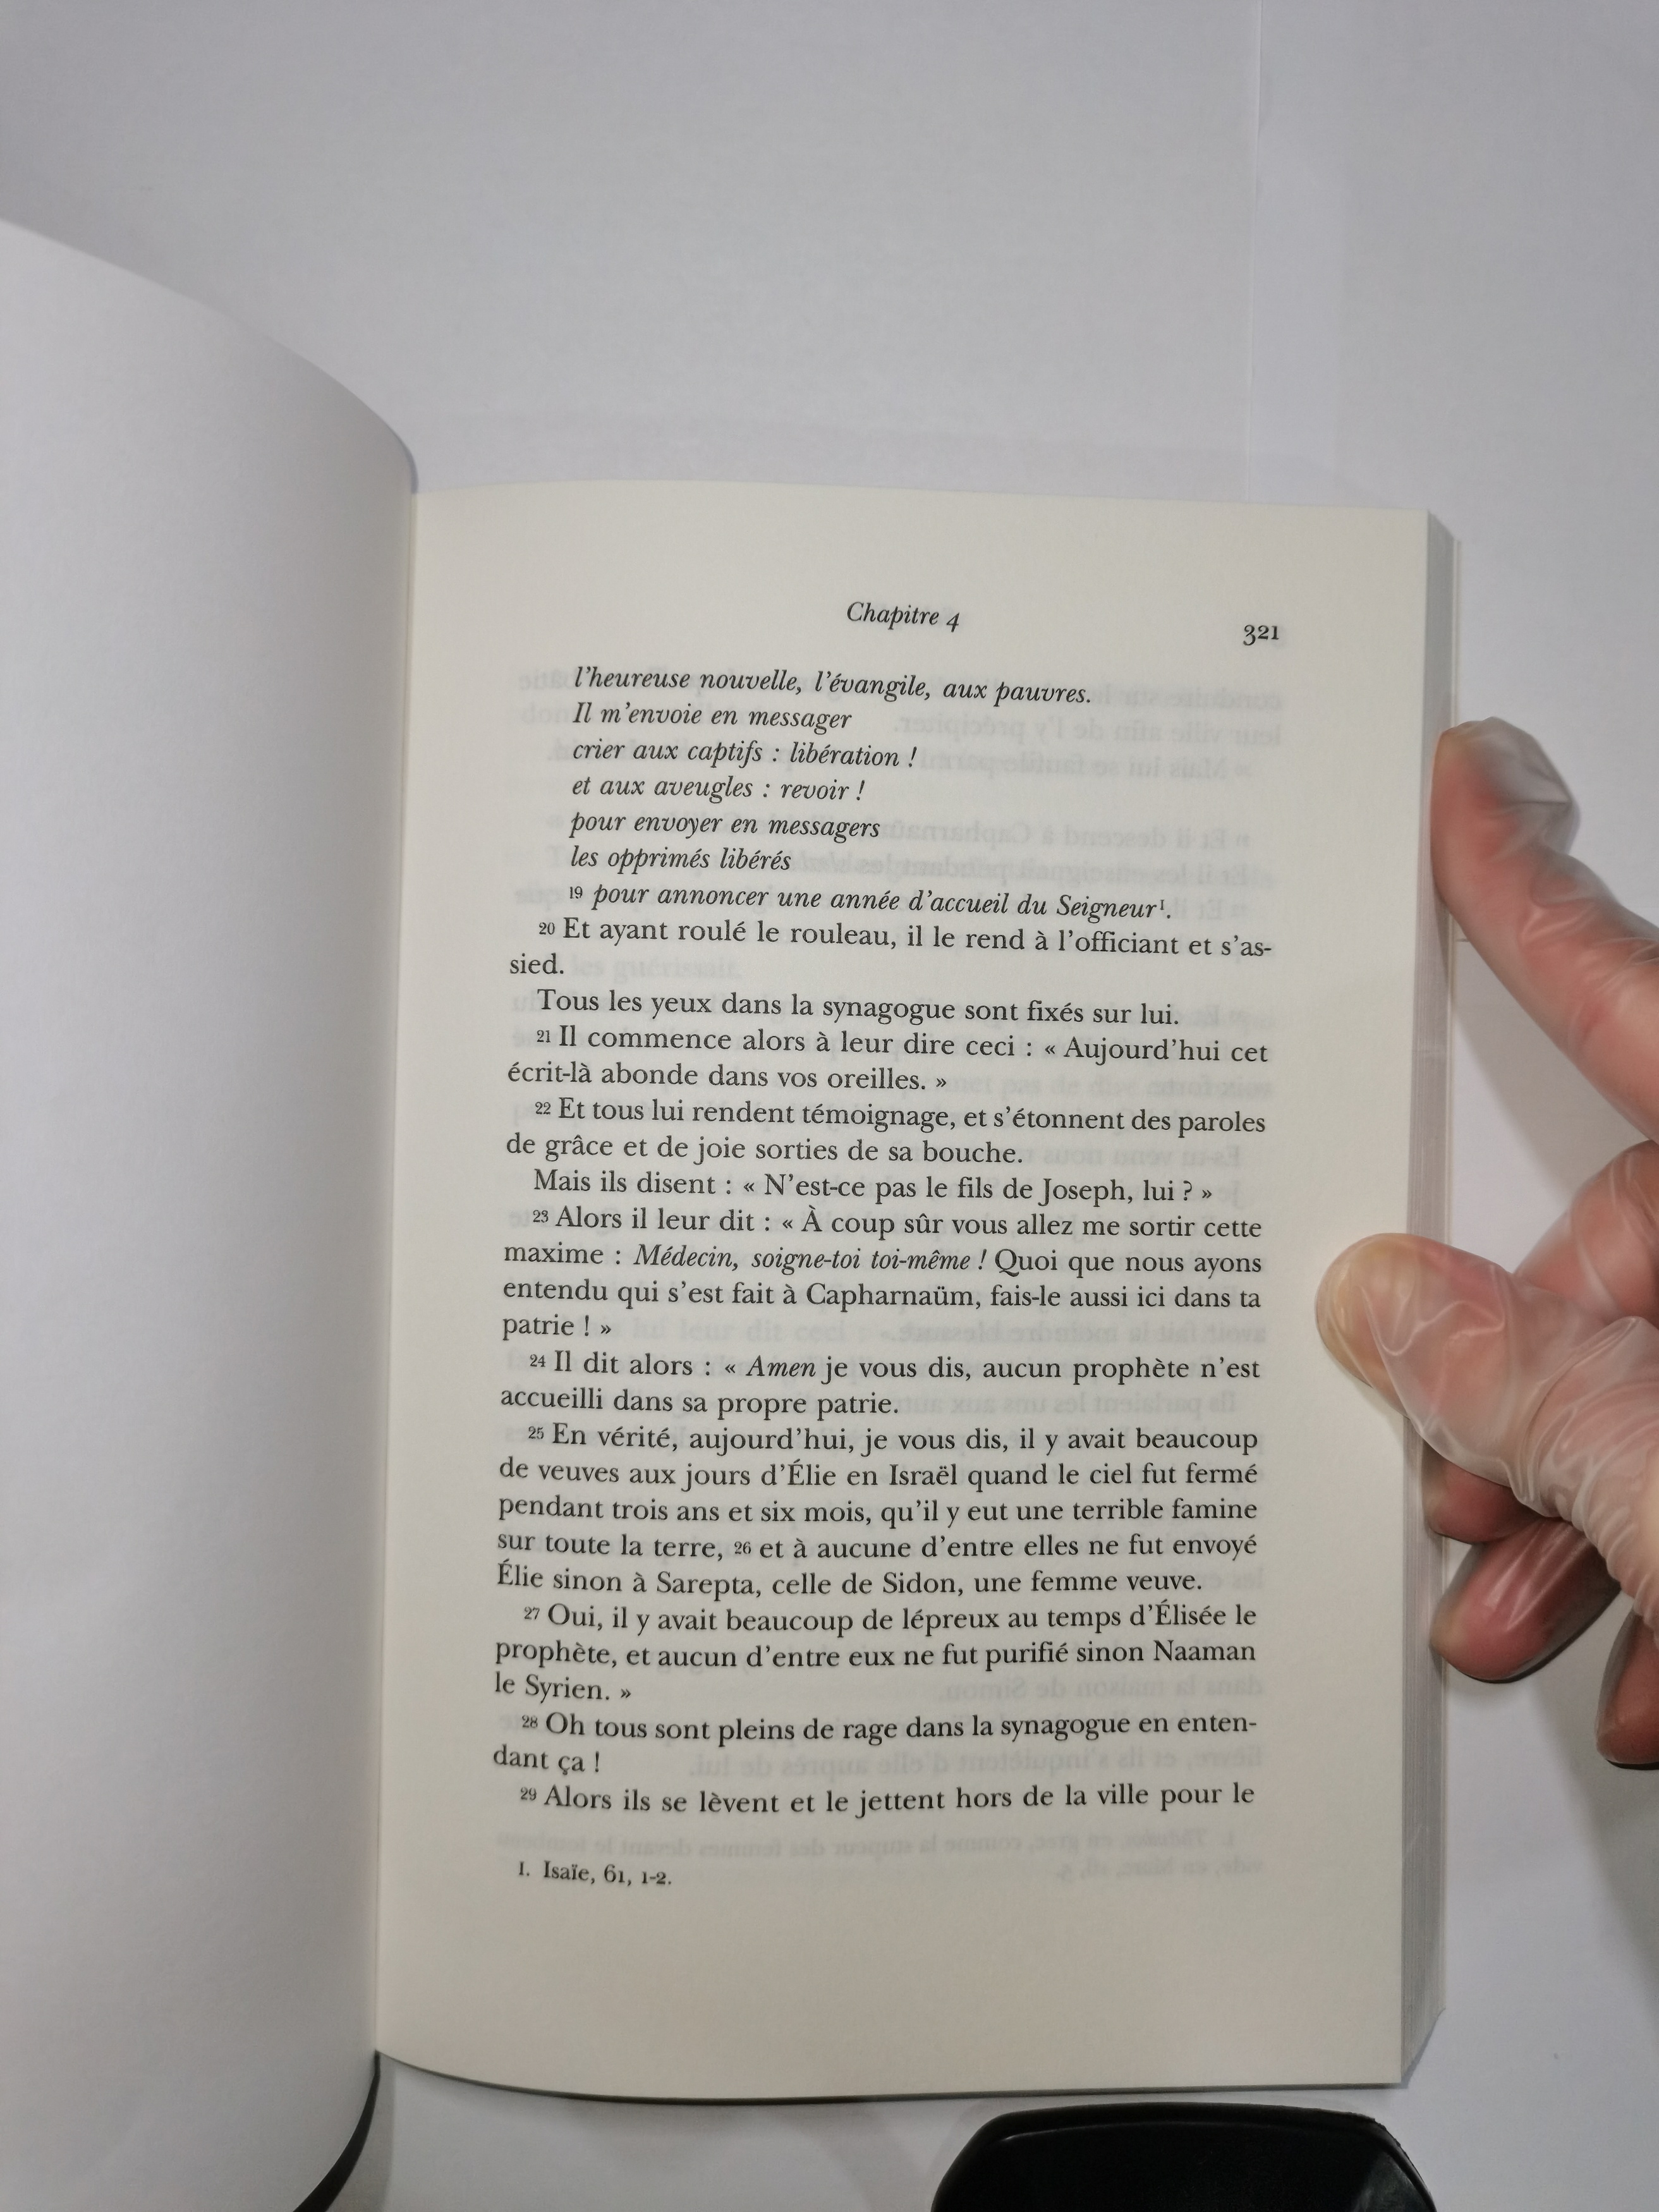 Chapitre 4
321
l'heureuse nouvelle, l'évangile, aux pauvres.
Il m'envoie en messager
crier aux captifs : libération !
et aux aveugles : revoir !
pour envoyer en messagers
les opprimés libérés
19 pour annoncer une année d'accueil du Seigneur1.
20 Et ayant roulé le rouleau, il le rend à l'officiant et s'as-
sied.
Tous les yeux dans la synagogue sont fixés sur lui.
21 Il commence alors à leur dire ceci : « Aujourd'hui cet
écrit-là abonde dans vos oreilles. »
22 Et tous lui rendent témoignage, et s'étonnent des paroles
de grâce et de joie sorties de sa bouche.
Mais ils disent : « N'est-ce pas le fils de Joseph, lui ? »
23 Alors il leur dit : « À coup sûr vous allez me sortir cette
maxime : Médecin, soigne-toi toi-même ! Quoi que nous ayons
entendu qui s'est fait à Capharnaüm, fais-le aussi ici dans ta
patrie ! »
24 Il dit alors : « Amen je vous dis, aucun prophète n'est
accueilli dans sa propre patrie.
25 En vérité, aujourd'hui, je vous dis, il y avait beaucoup
de veuves aux jours d'Élie en Israël quand le ciel fut fermé
pendant trois ans et six mois, qu'il y eut une terrible famine
sur toute la terre, 26 et à aucune d'entre elles ne fut envoyé
Élie sinon à Sarepta, celle de Sidon, une femme veuve.
27 Oui, il y avait beaucoup de lépreux au temps d'Élisée le
prophète, et aucun d'entre eux ne fut purifié sinon Naaman
le Syrien. »
28 Oh tous sont pleins de rage dans la synagogue en enten-
dant ça !
29 Alors ils se lèvent et le jettent hors de la ville pour le
1. Isaïe, 61, 1-2.